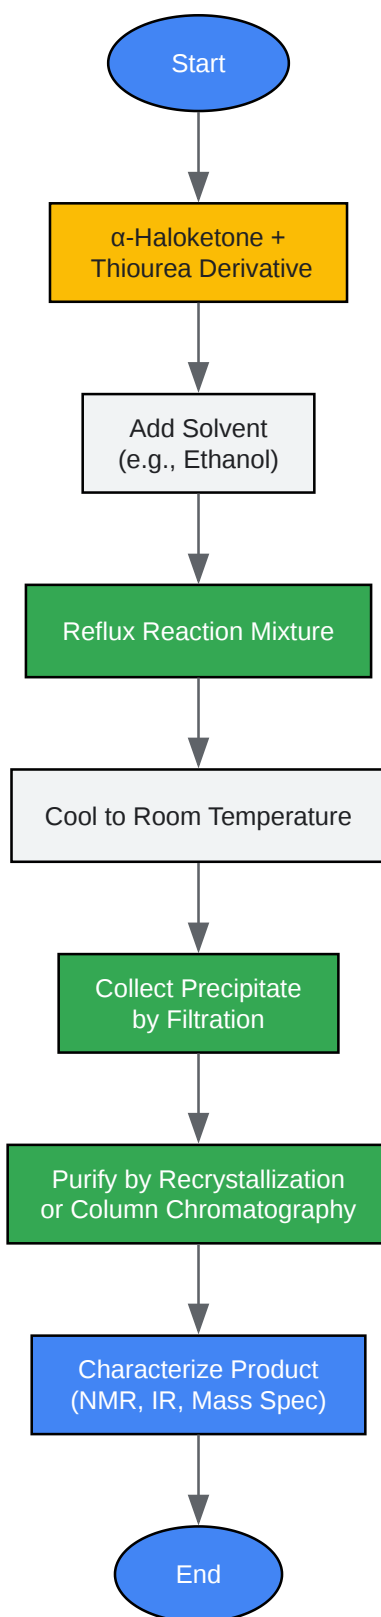 Start
α-Haloketone +
Thiourea Derivative
Add Solvent
(e.g., Ethanol)
Reflux Reaction Mixture
Cool to Room Temperature
Collect Precipitate
by Filtration
Purify by Recrystallization
or Column Chromatography
Characterize Product
(NMR, IR, Mass Spec)
End